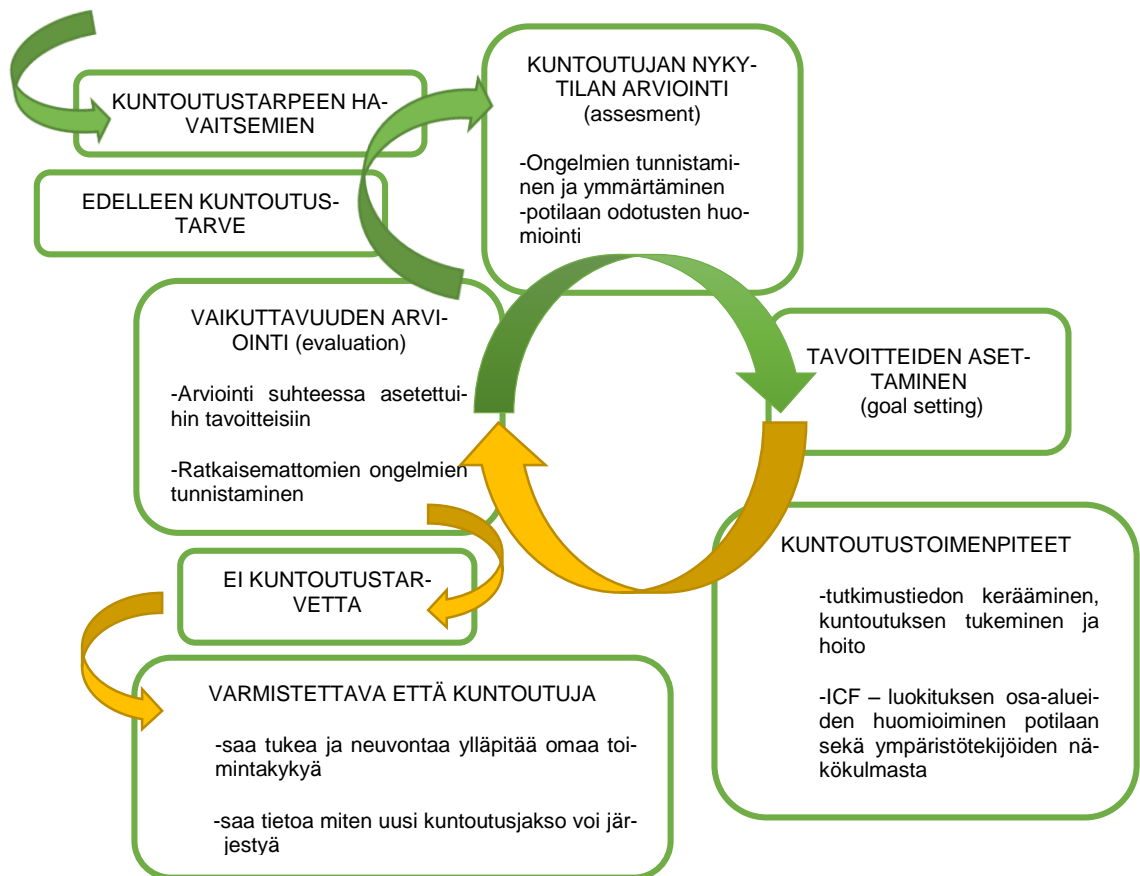 KUNTOUTUSTARPEEN HA-
VAITSEMIEN
EDELLEEN KUNTOUTUS-
TARVE
KUNTOUTUJAN NYKY-
TILAN ARVIOINTI
(assesment)
-Ongelmien tunnistami-
nen ja ymmärtäminen
-potilaan odotusten huo-
miointi
VAIKUTTAVUUDEN ARVI-
OINTI (evaluation)
-Arviointi suhteessa asetettui-
hin tavoitteisiin
-Ratkaisemattomien ongelmien
tunnistaminen
TAVOITTEIDEN ASET-
TAMINEN
(goal setting)
KUNTOUTUSTOIMENPITEET
-tutkimustiedon kerääminen,
kuntoutuksen tukeminen ja
hoito
-ICF – luokituksen osa-aluei-
den huomioiminen potilaan
sekä ympäristötekijöiden nä-
kökulmasta
EI KUNTOUTUSTAR-
VETTA
VARMISTETTAVA ETTÄ KUNTOUTUJA
-saa tukea ja neuvontaa ylläpitää omaa toi-
mintakykyä
-saa tietoa miten uusi kuntoutusjakso voi jär-
jestyä